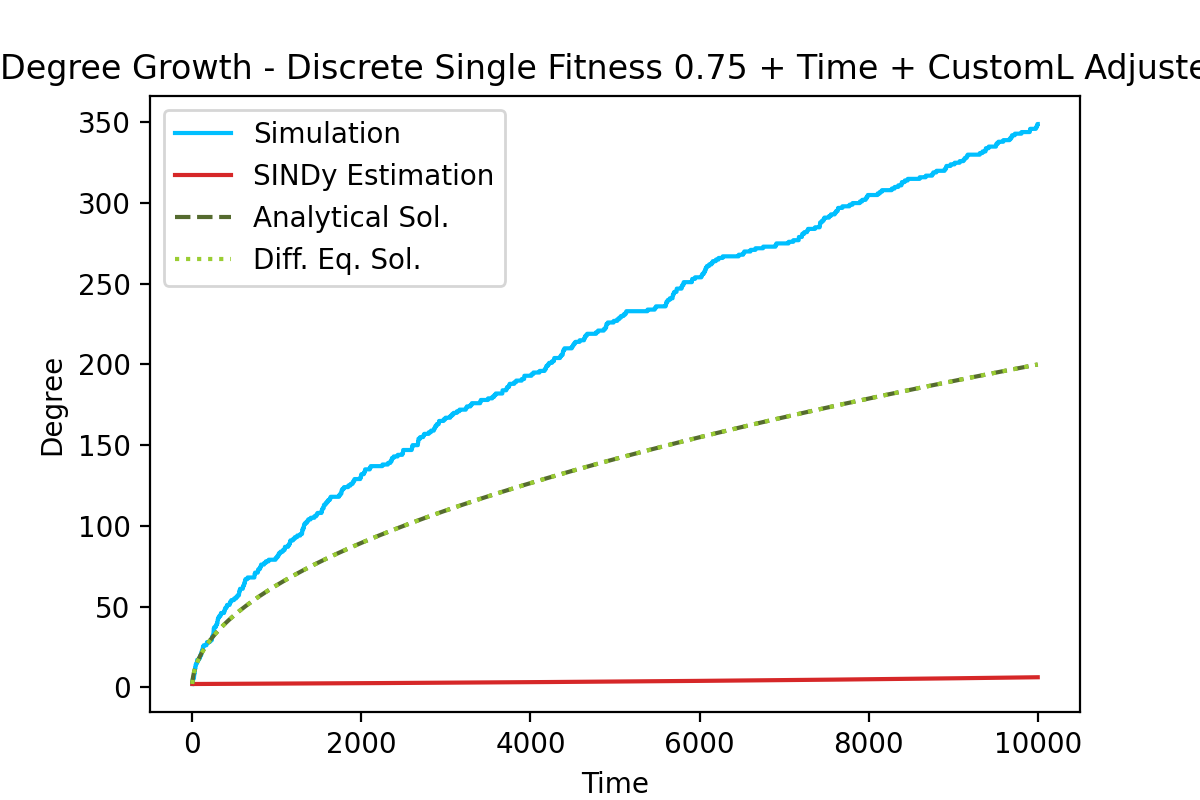 Degree Growth - Discrete Single Fitness 0.75 + Time + CustomL Adjuste
Simulation
SINDy Estimation
Analytical Sol.
Diff. Eq. Sol.
350
300
250
200
150
100
50
0
Degree
0 2000 4000 6000 8000 10000
Time